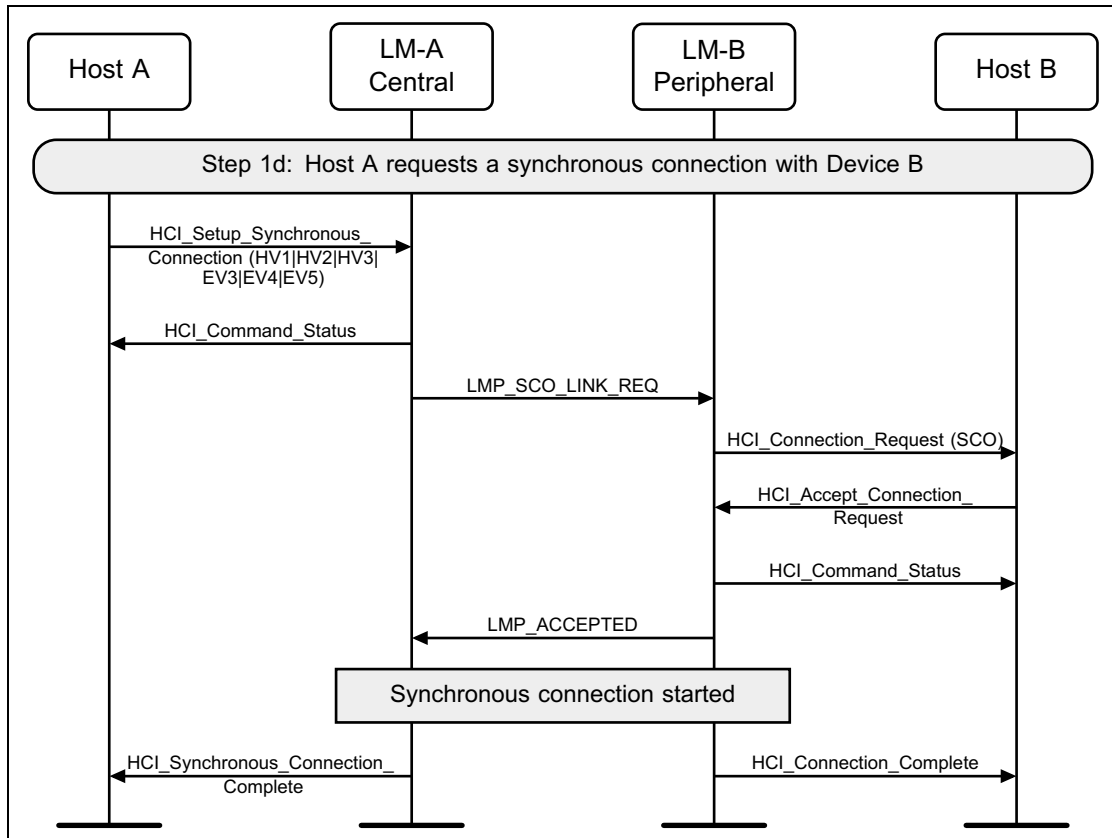 Host A
LM-A
Central
LM-B
Peripheral
Host B
Step 1d: Host A requests a synchronous connection with Device B
HCI_Setup_Synchronous_
Connection (HV1|HV2|HV3|
EV3|EV4|EV5)
HCI_Command_Status
LMP_SCO_LINK_REQ
HCI_Connection_Request (SCO)
HCI_Accept_Connection_
Request
HCI_Command_Status
LMP_ACCEPTED
Synchronous connection started
HCI_Synchronous_Connection_
Complete
HCI_Connection_Complete